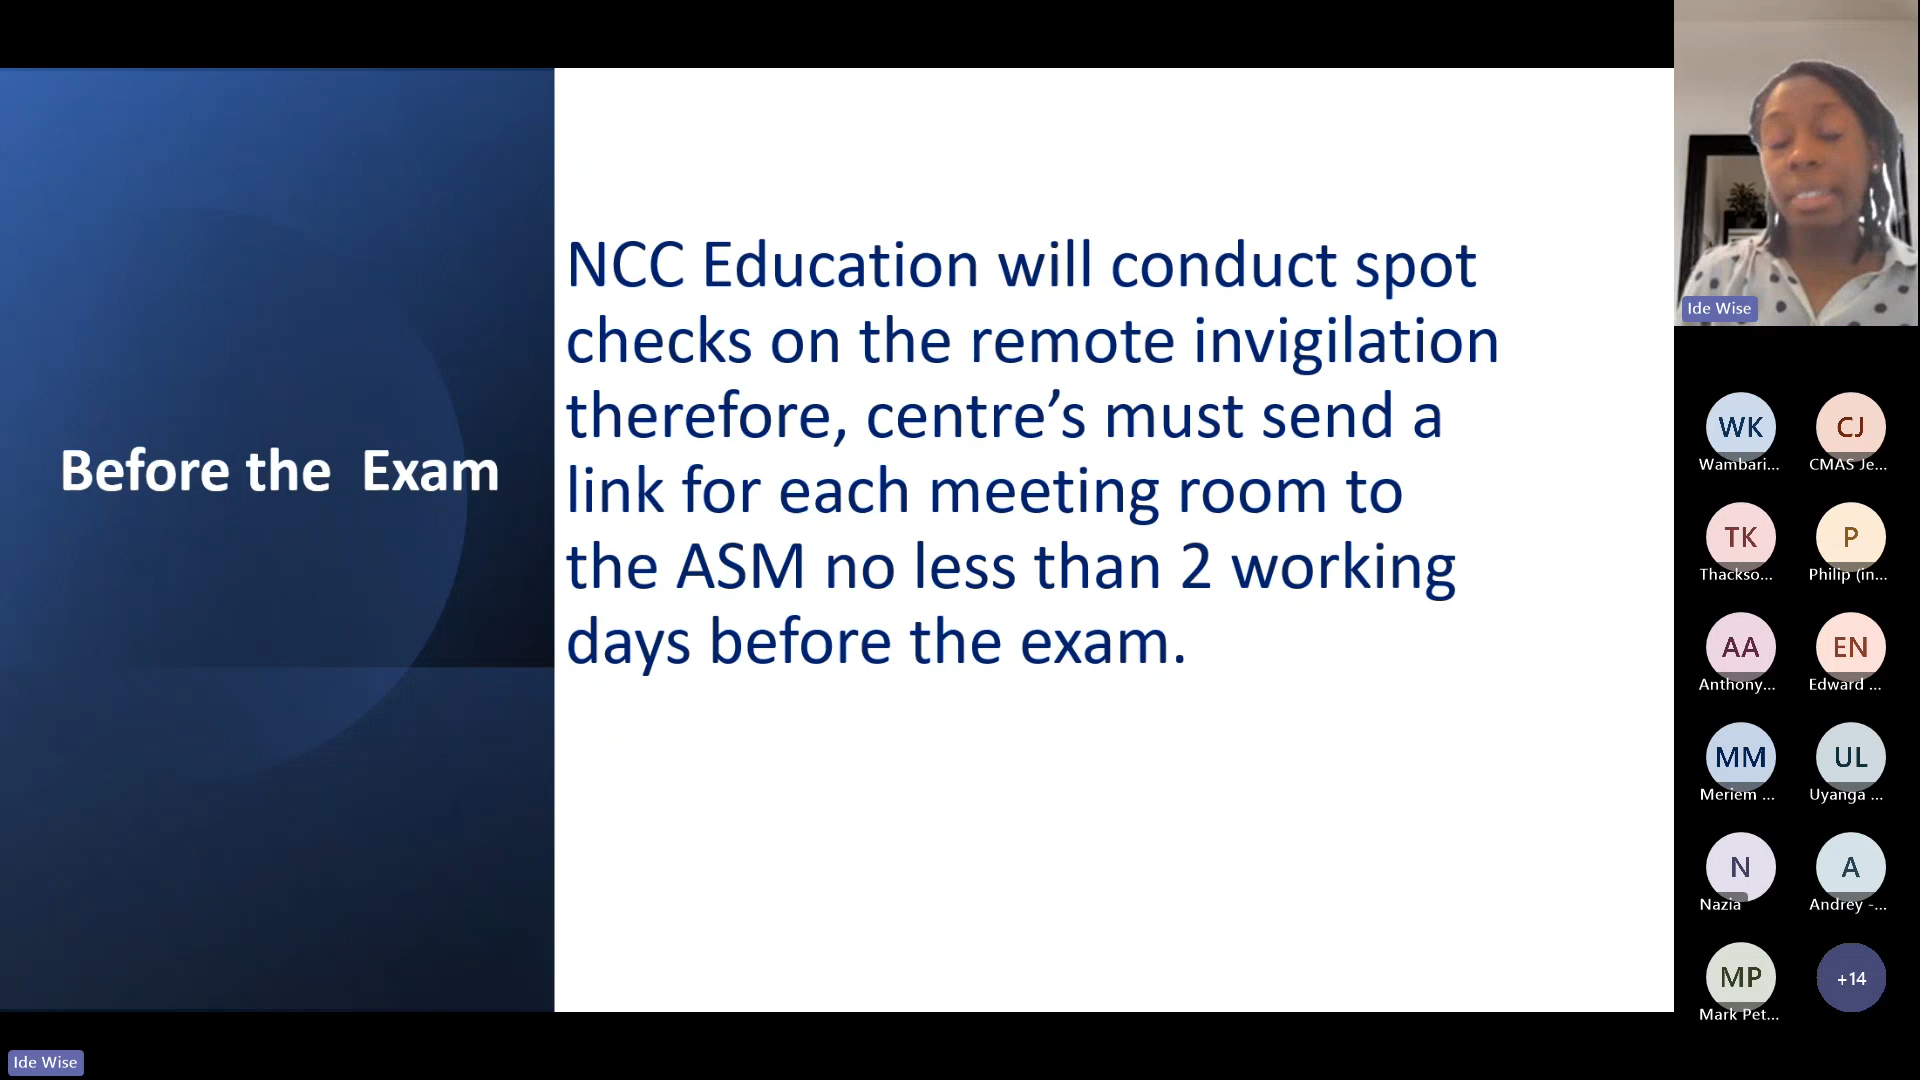 Before the  Exam
NCC Education will conduct spot
checks on the remote invigilation
therefore, centre’s must send a
link for each meeting room to
the ASM no less than 2 working
days before the exam.
Ide Wise
WK
Wambari...
CJ
CMAS Je...
TK
Thackso...
P
Philip (in...
AA
Anthony...
EN
Edward ...
MM
Meriem ...
UL
Uyanga ...
N
Nazia
A
Andrey -...
MP
Mark Pet...
+14
Ide Wise